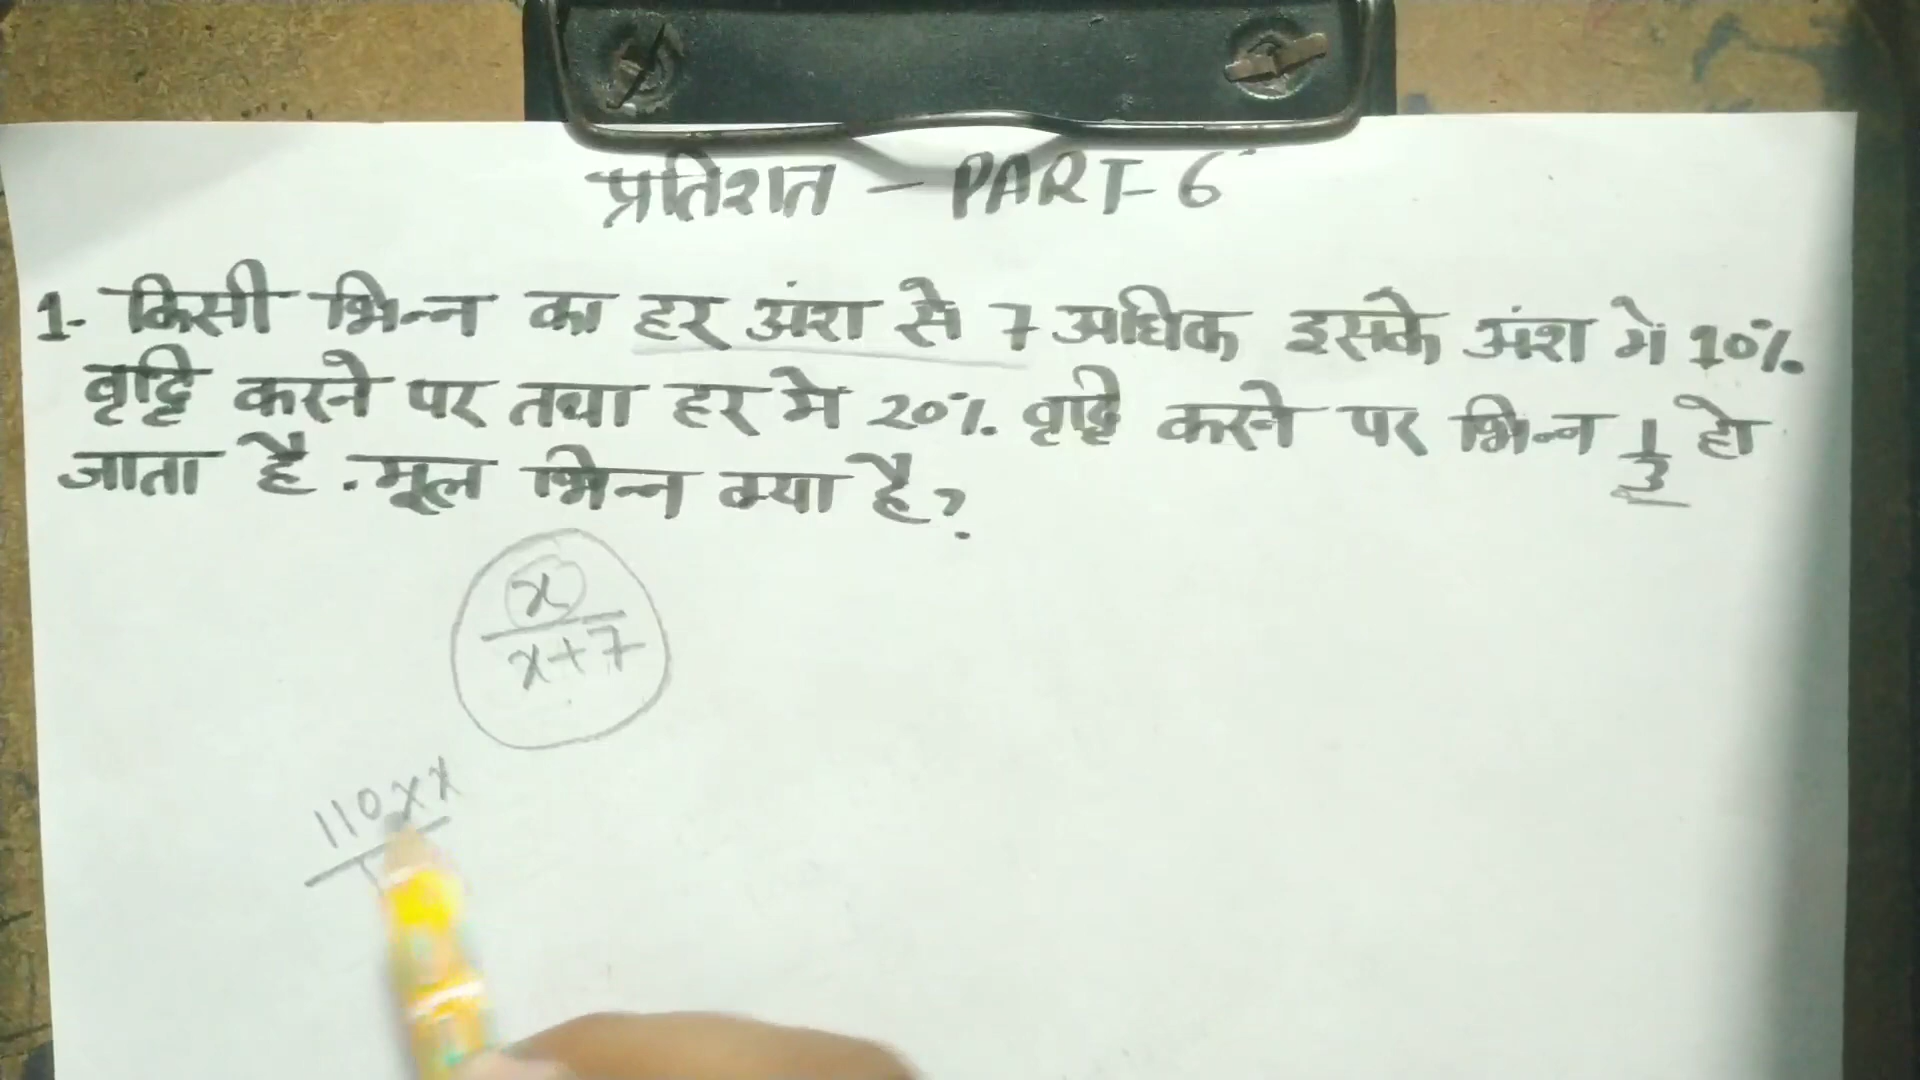 प्रतिशत - PART-6
1- किसी भिन्न का हर अंश से 7 अधिक इसके अंश मे 10%
वृद्धि करने पर तथा हर मे 20% वृद्धि करने पर भिन्न 1/3 हो
जाता है . मूल भिन्न क्या है ?
x
x+7
110 x x